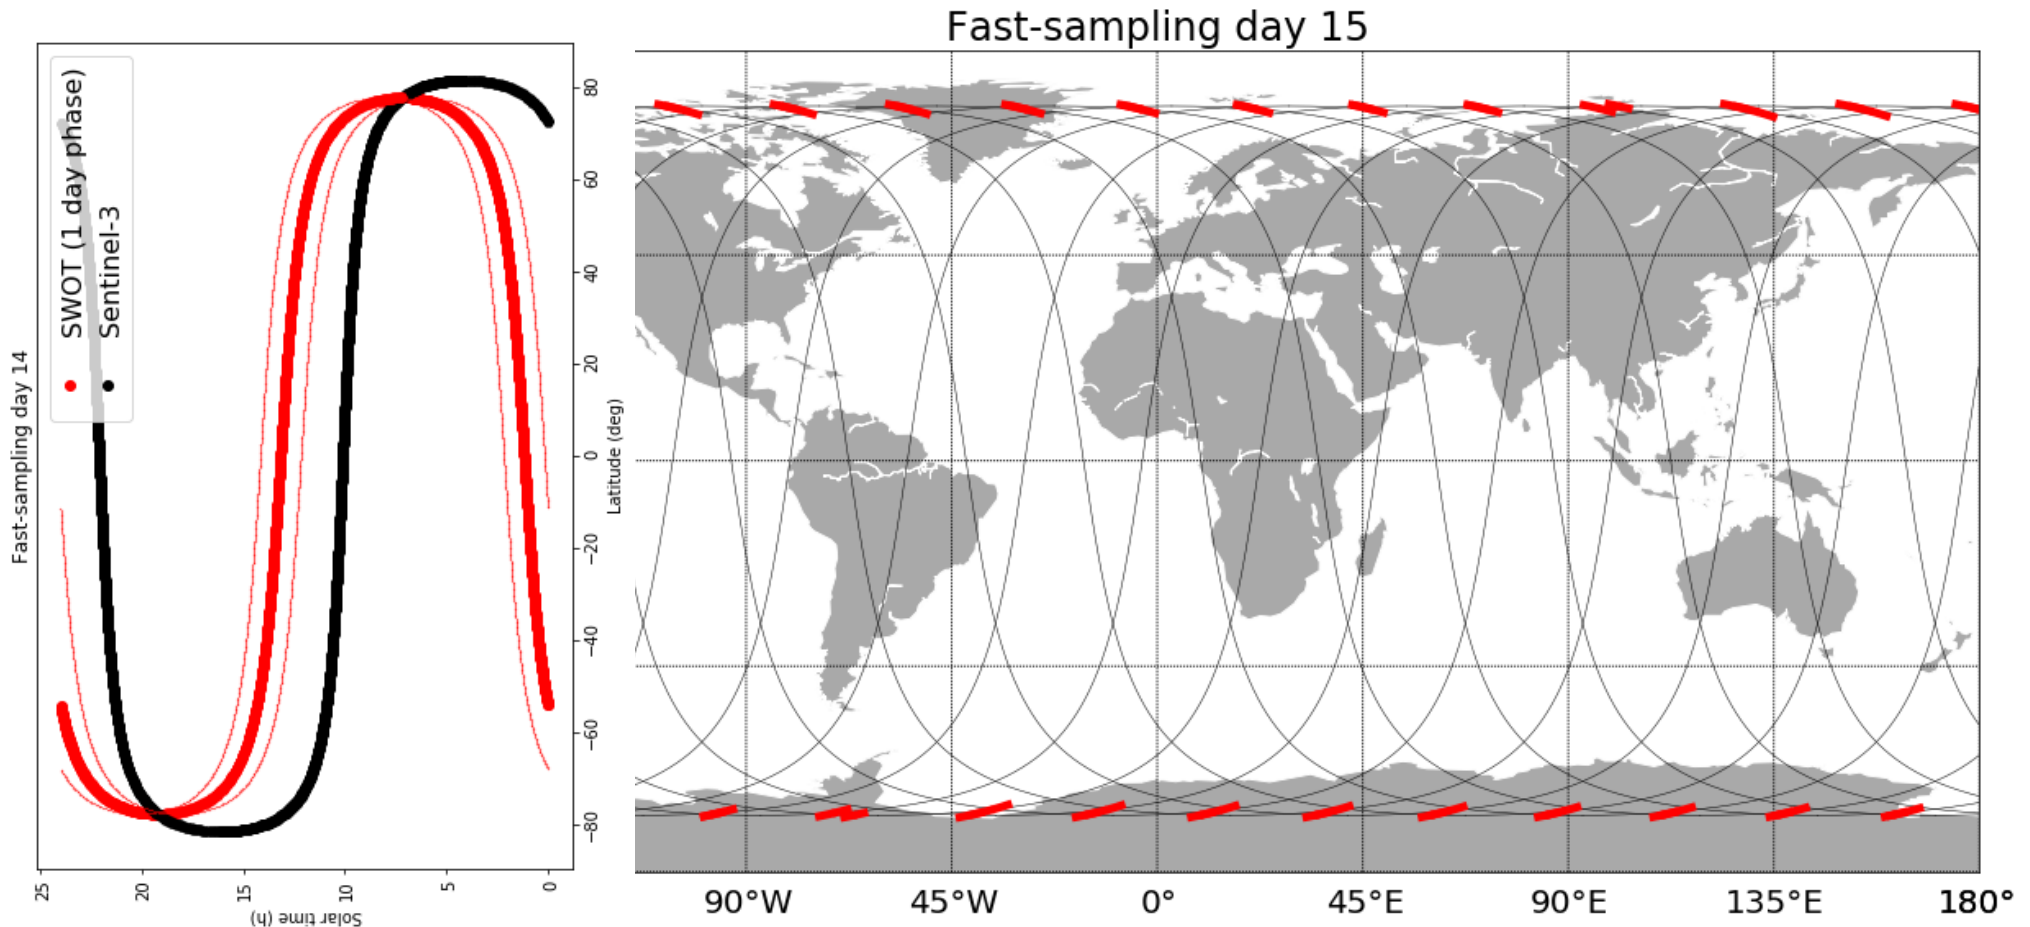 Fast-sampling day 14
SWOT (1 day phase)
Sentinel-3
80
60
40
20
0
−20
−40
−60
−80
Latitude (deg)
25
20
15
10
5
0
Solar time (h)
Fast-sampling day 15
90°W
45°W
0°
45°E
90°E
135°E
180°